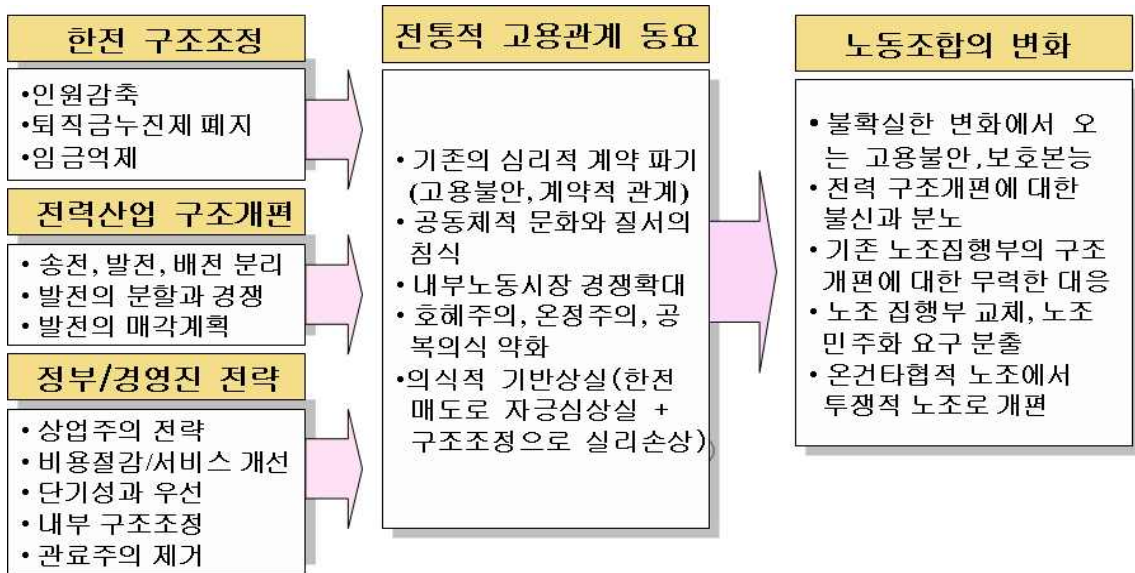 한전 구조조정
•인원감축
•퇴직금누진제 폐지
•임금억제
전력산업 구조개편
• 송전, 발전, 배전 분리
• 발전의 분할과 경쟁
• 발전의 매각계획
정부/경영진 전략
• 상업주의 전략
• 비용절감/서비스 개선
• 단기성과 우선
• 내부 구조조정
• 관료주의 제거
전통적 고용관계 동요
• 기존의 심리적 계약 파기
(고용불안, 계약적 관계)
• 공동체적 문화와 질서의
침식
• 내부노동시장 경쟁확대
• 호혜주의, 온정주의, 공
복의식 약화
•의식적 기반상실(한전
매도로 자긍심상실 +
구조조정으로 실리손상)
노동조합의 변화
• 불확실한 변화에서 오
는 고용불안,보호본능
• 전력 구조개편에 대한
불신과 분노
• 기존 노조집행부의 구조
개편에 대한 무력한 대응
• 노조 집행부 교체, 노조
민주화 요구 분출
• 온건타협적 노조에서
투쟁적 노조로 개편